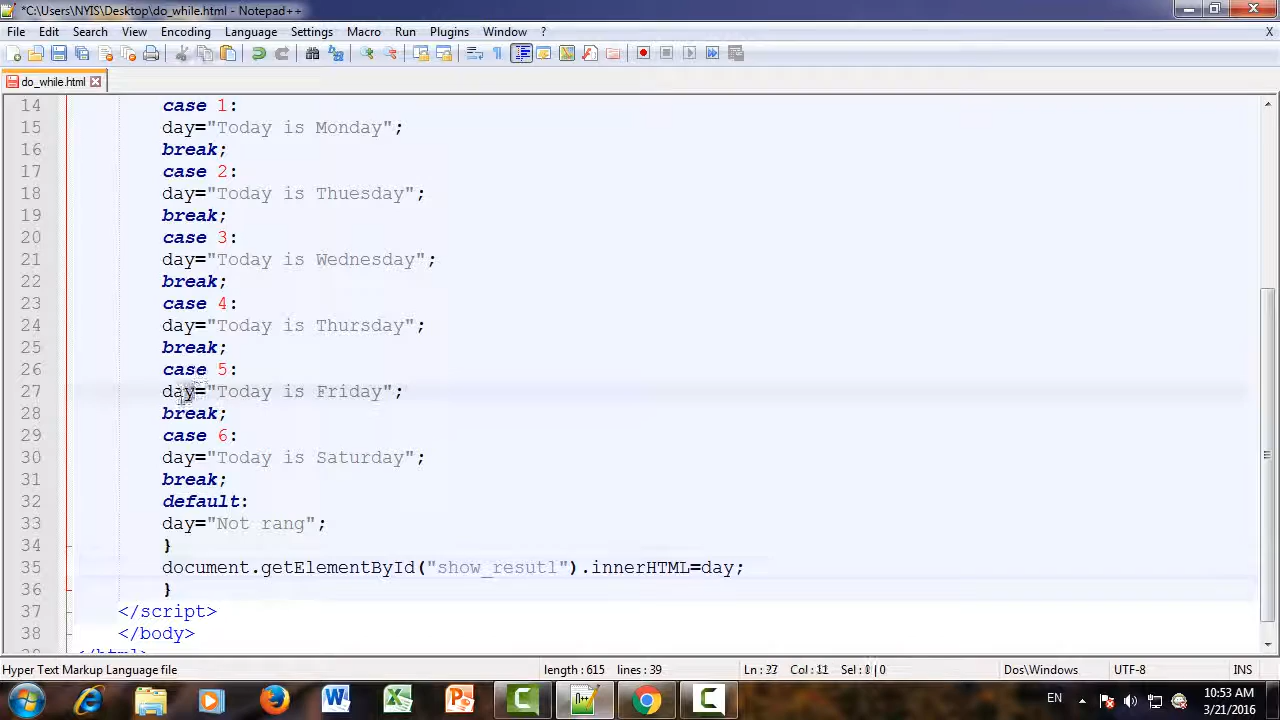 *C:\Users\NYIS\Desktop\do_while.html - Notepad++
File Edit Search View Encoding Language Settings Macro Run Plugins Window ? X
do_while.html
14 case 1:
15 day="Today is Monday";
16 break;
17 case 2:
18 day="Today is Thuesday";
19 break;
20 case 3:
21 day="Today is Wednesday";
22 break;
23 case 4:
24 day="Today is Thursday";
25 break;
26 case 5:
27 day="Today is Friday";
28 break;
29 case 6:
30 day="Today is Saturday";
31 break;
32 default:
33 day="Not rang";
34 }
35 document.getElementById("show_resutl").innerHTML=day;
36 }
37 </script>
38 </body>
Hyper Text Markup Language file length : 615 lines : 39 Ln : 37 Col : 11 Sel : 0 | 0 Dos\Windows UTF-8 INS
EN 10:53 AM
3/21/2016